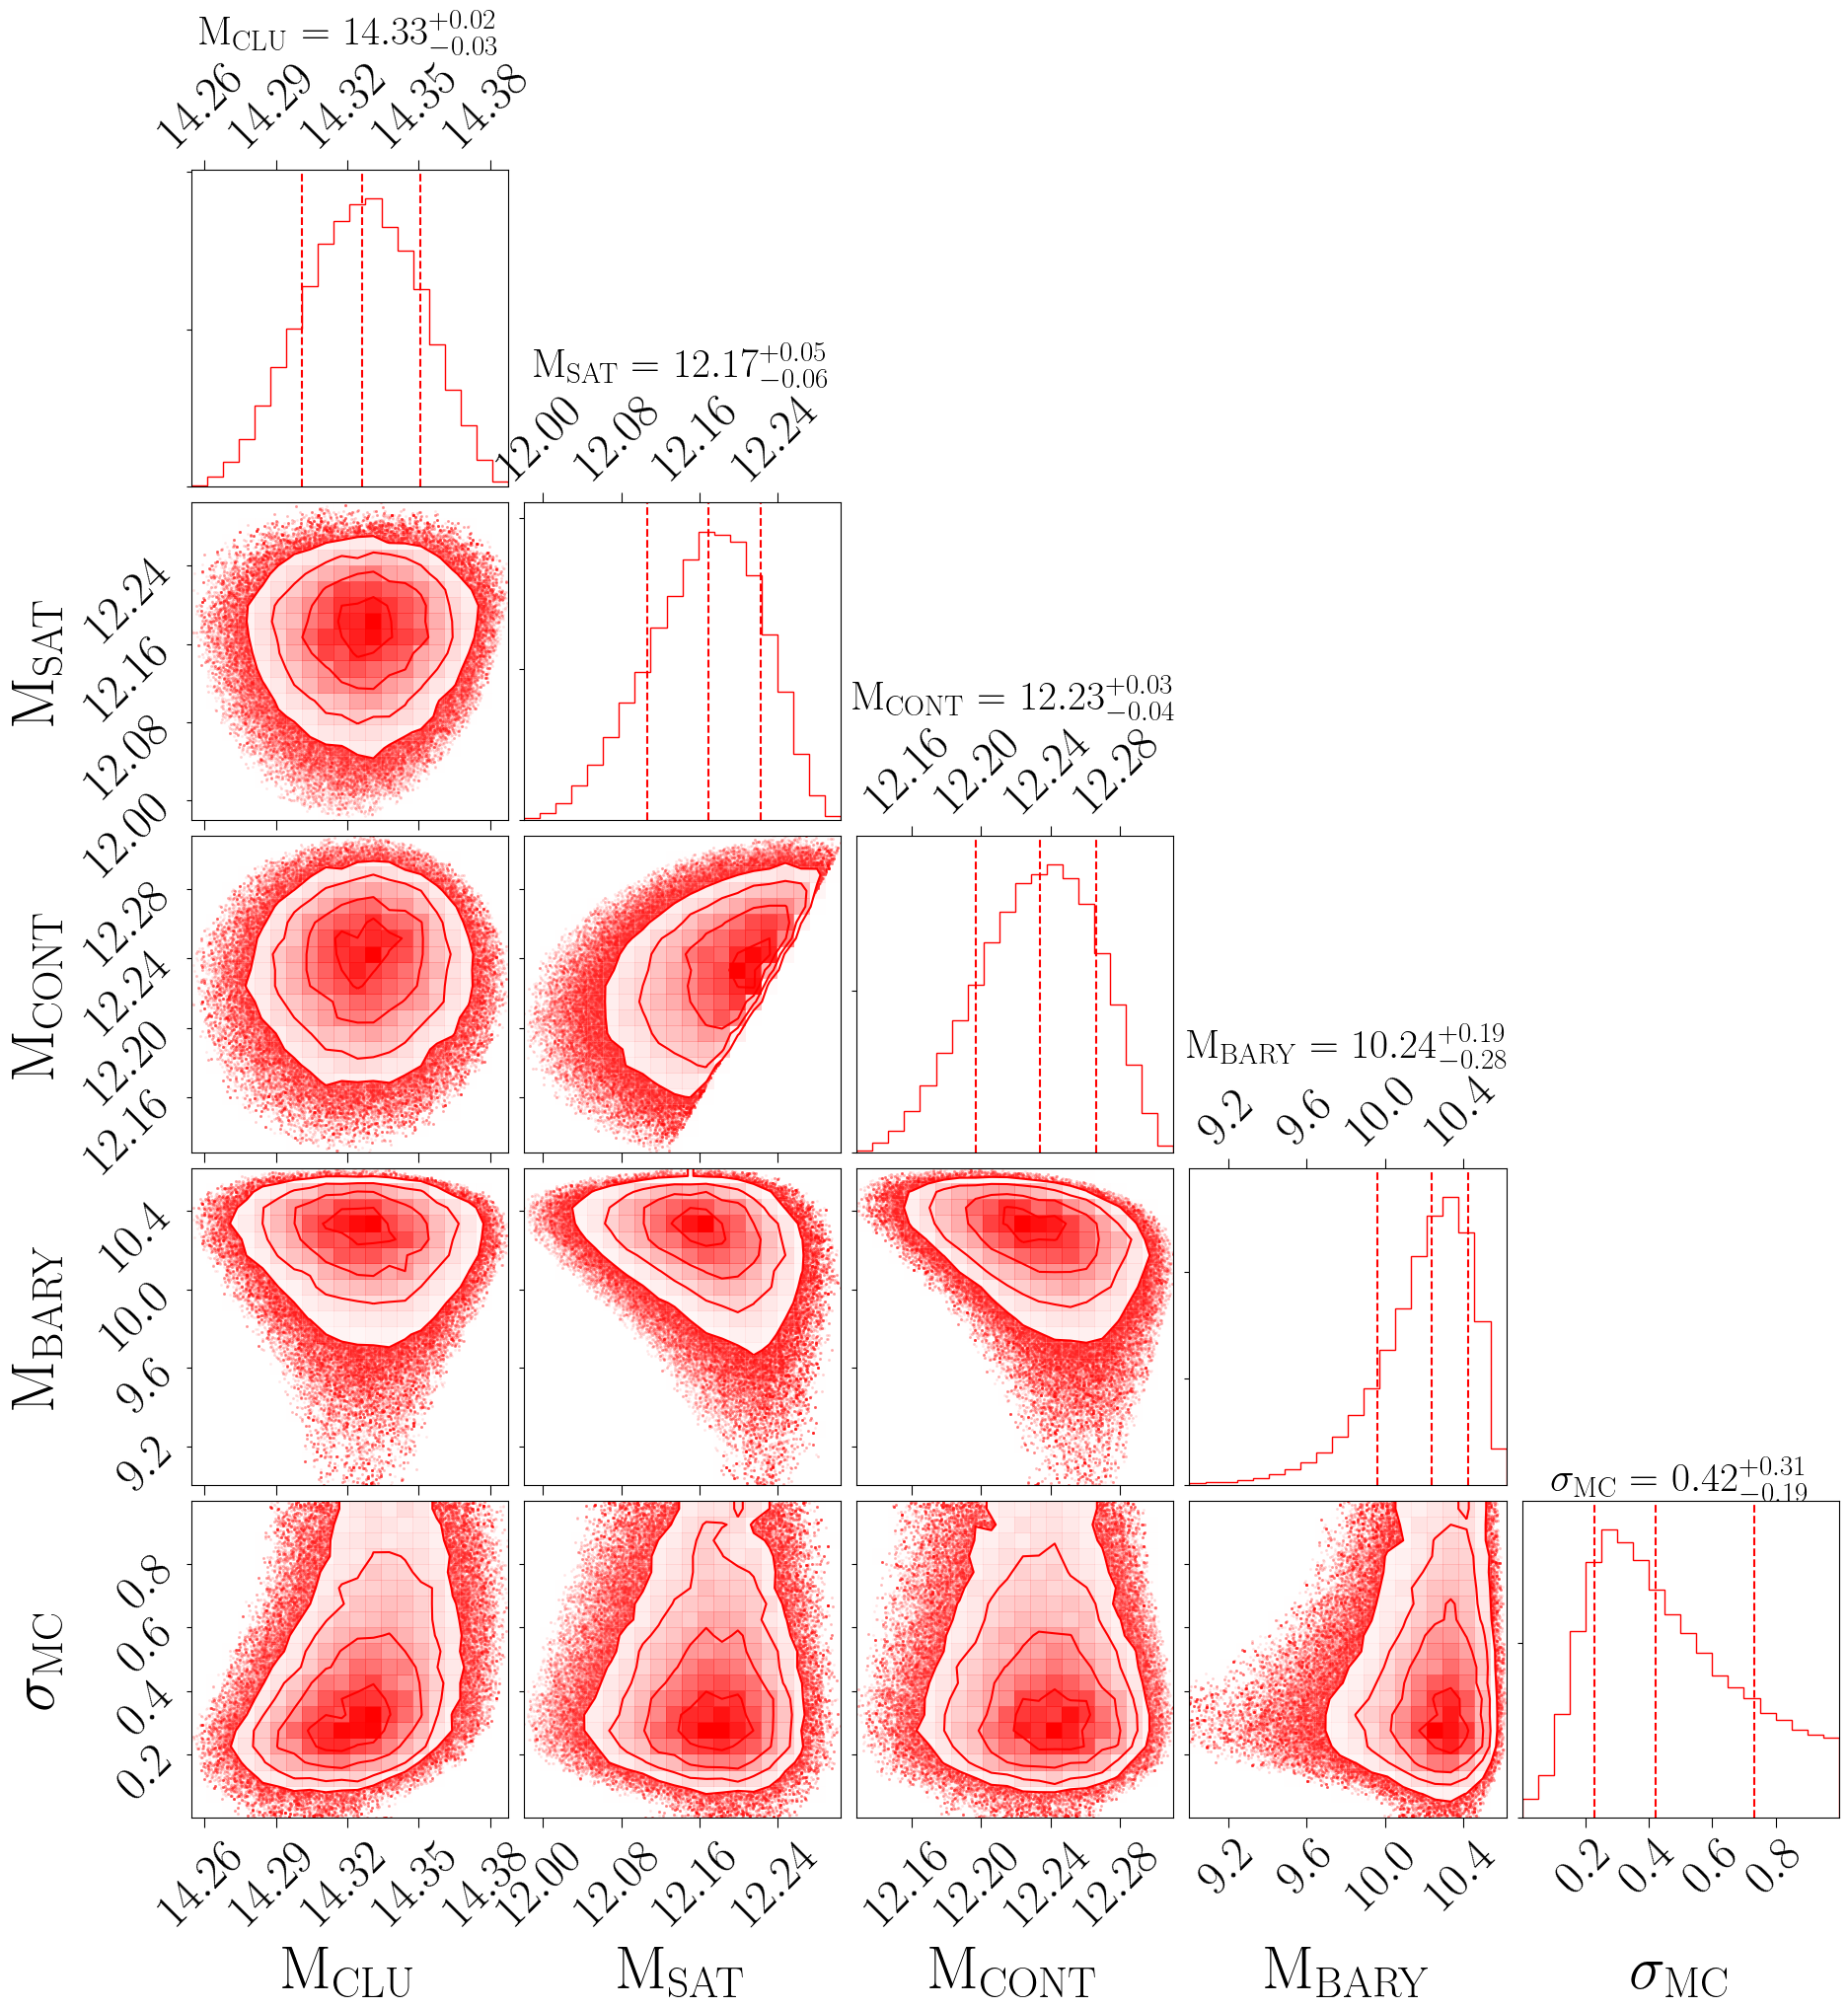 M_CLU = 14.33^{+0.02}_{-0.03}
14.26 14.29 14.32 14.35 14.38
M_SAT = 12.17^{+0.05}_{-0.06}
12.00 12.08 12.16 12.24
M_SAT
12.24
12.16
12.08
12.00
M_CONT = 12.23^{+0.03}_{-0.04}
12.16 12.20 12.24 12.28
M_CONT
12.28
12.24
12.20
12.16
M_BARY = 10.24^{+0.19}_{-0.28}
9.2 9.6 10.0 10.4
M_BARY
10.4
10.0
9.6
9.2
σ_MC = 0.42^{+0.31}_{-0.19}
σ_MC
0.8
0.6
0.4
0.2
14.26 14.29 14.32 14.35 14.38 12.00 12.08 12.16 12.24 12.16 12.20 12.24 12.28 9.2 9.6 10.0 10.4 0.2 0.4 0.6 0.8
M_CLU M_SAT M_CONT M_BARY σ_MC